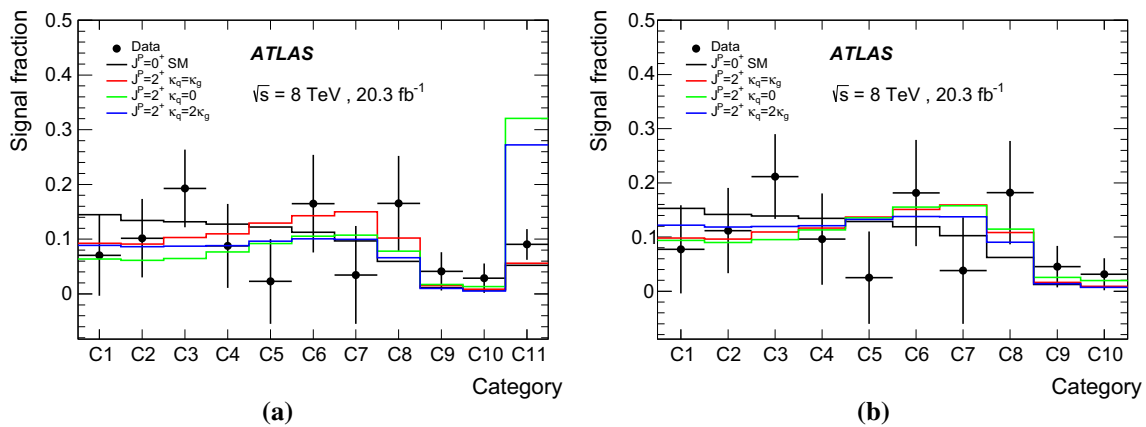 Signal fraction
0.5
0.4
0.3
0.2
0.1
0
Data
J^P=0^+ SM
J^P=2^+ κ_q=κ_g
J^P=2^+ κ_q=0
J^P=2^+ κ_q=2κ_g
ATLAS
√s = 8 TeV , 20.3 fb^-1
C1 C2 C3 C4 C5 C6 C7 C8 C9 C10 C11
Category
(a)
Signal fraction
0.5
0.4
0.3
0.2
0.1
0
Data
J^P=0^+ SM
J^P=2^+ κ_q=κ_g
J^P=2^+ κ_q=0
J^P=2^+ κ_q=2κ_g
ATLAS
√s = 8 TeV , 20.3 fb^-1
C1 C2 C3 C4 C5 C6 C7 C8 C9 C10
Category
(b)